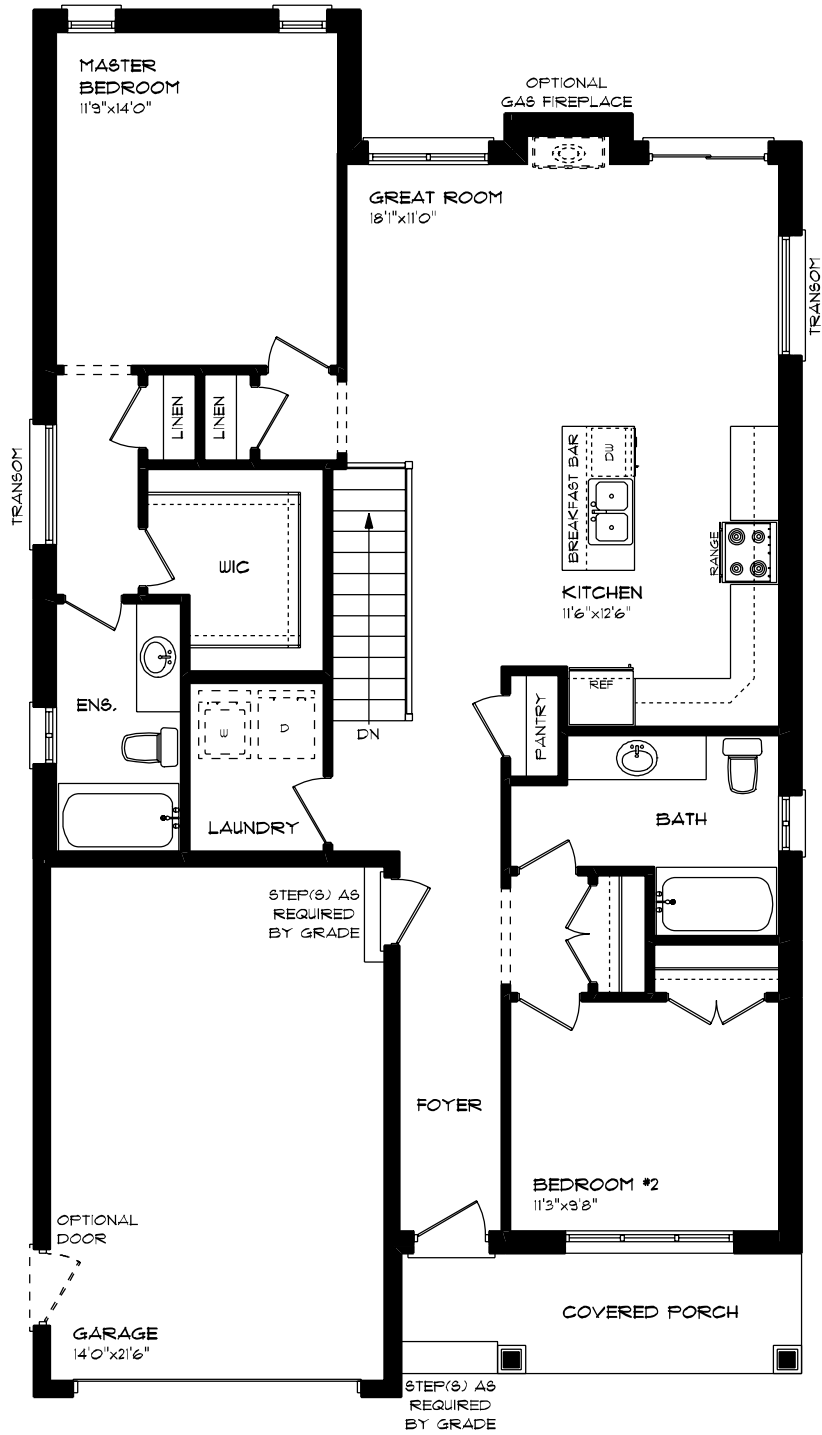 MASTER
BEDROOM
11'9"x14'0"
OPTIONAL
GAS FIREPLACE
GREAT ROOM
18'1"x11'0"
TRANSOM
LINEN
LINEN
TRANSOM
BREAKFAST BAR
DW
RANGE
WIC
KITCHEN
11'6"x12'6"
REF
ENS.
PANTRY
W
D
DN
LAUNDRY
BATH
STEP(S) AS
REQUIRED
BY GRADE
FOYER
BEDROOM #2
11'3"x9'8"
OPTIONAL
DOOR
COVERED PORCH
GARAGE
14'0"x21'6"
STEP(S) AS
REQUIRED
BY GRADE